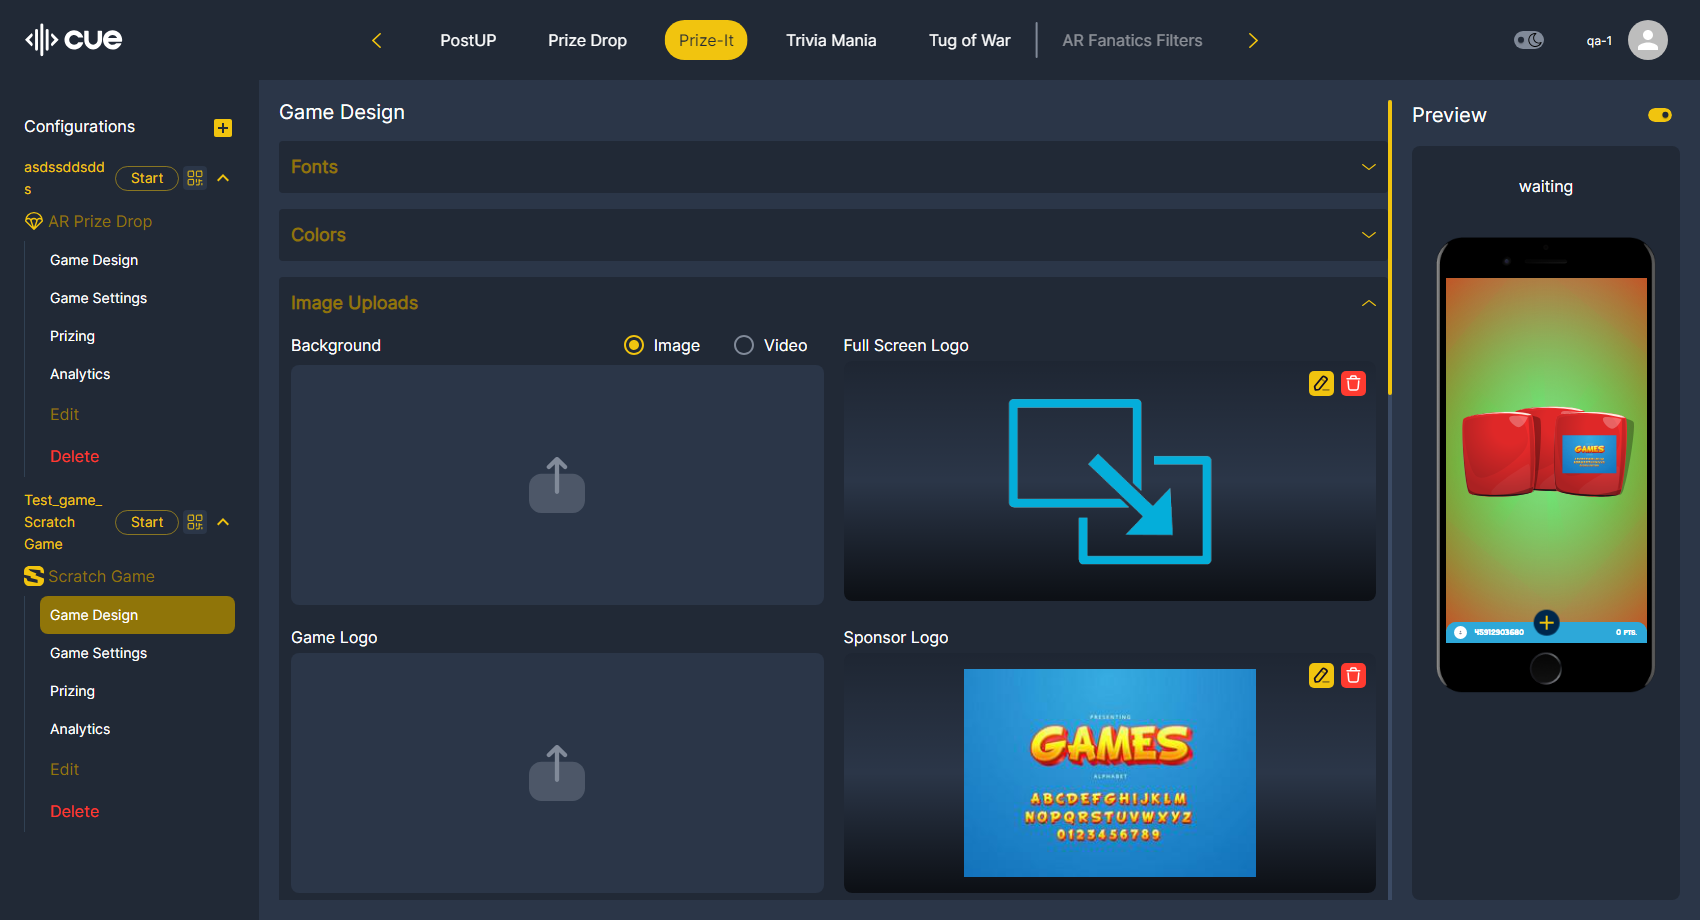 cue
PostUP
Prize Drop
Prize-It
Trivia Mania
Tug of War
AR Fanatics Filters
qa-1
Configurations
asdssddsdd
s
Start
AR Prize Drop
Game Design
Game Settings
Prizing
Analytics
Edit
Delete
Test_game_
Scratch
Game
Start
Scratch Game
Game Design
Game Settings
Prizing
Analytics
Edit
Delete
Game Design
Fonts
Colors
Image Uploads
Background
Image
Video
Full Screen Logo
Game Logo
Sponsor Logo
PRESENTING
GAMES
ALPHABET
ABCDEFGHIJKLM
NOPQRSTUVWXYZ
0123456789
Preview
waiting
GAMES
45912903680
0 PTS.